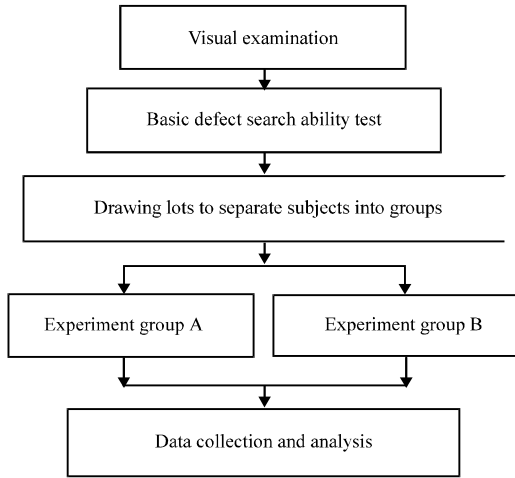 Visual examination
Basic defect search ability test
Drawing lots to separate subjects into groups
Experiment group A
Experiment group B
Data collection and analysis